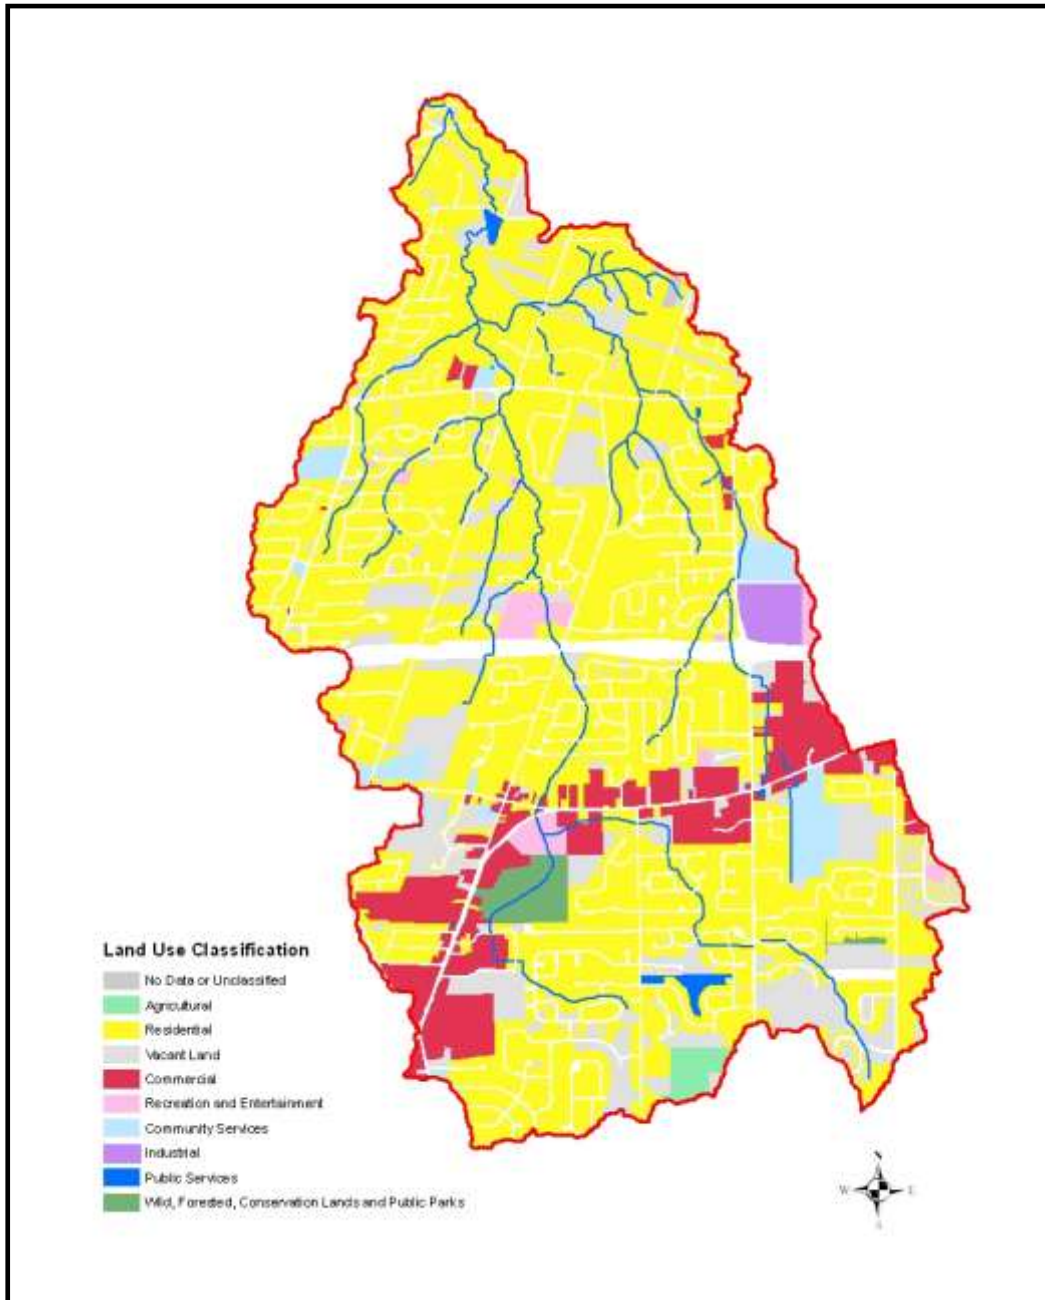 Land Use Classification
No Data or Unclassified
Agricultural
Residential
Vacant Land
Commercial
Recreation and Entertainment
Community Services
Industrial
Public Services
Wild, Forested, Conservation Lands and Public Parks
N
W
E
S